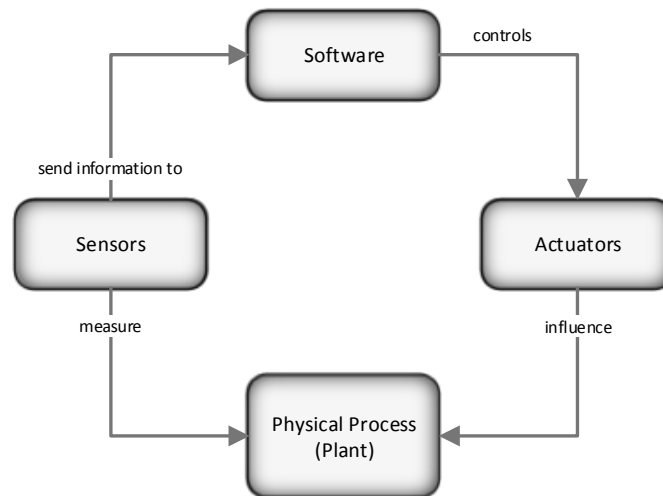 Software
controls
send information to
Sensors
Actuators
measure
influence
Physical Process
(Plant)